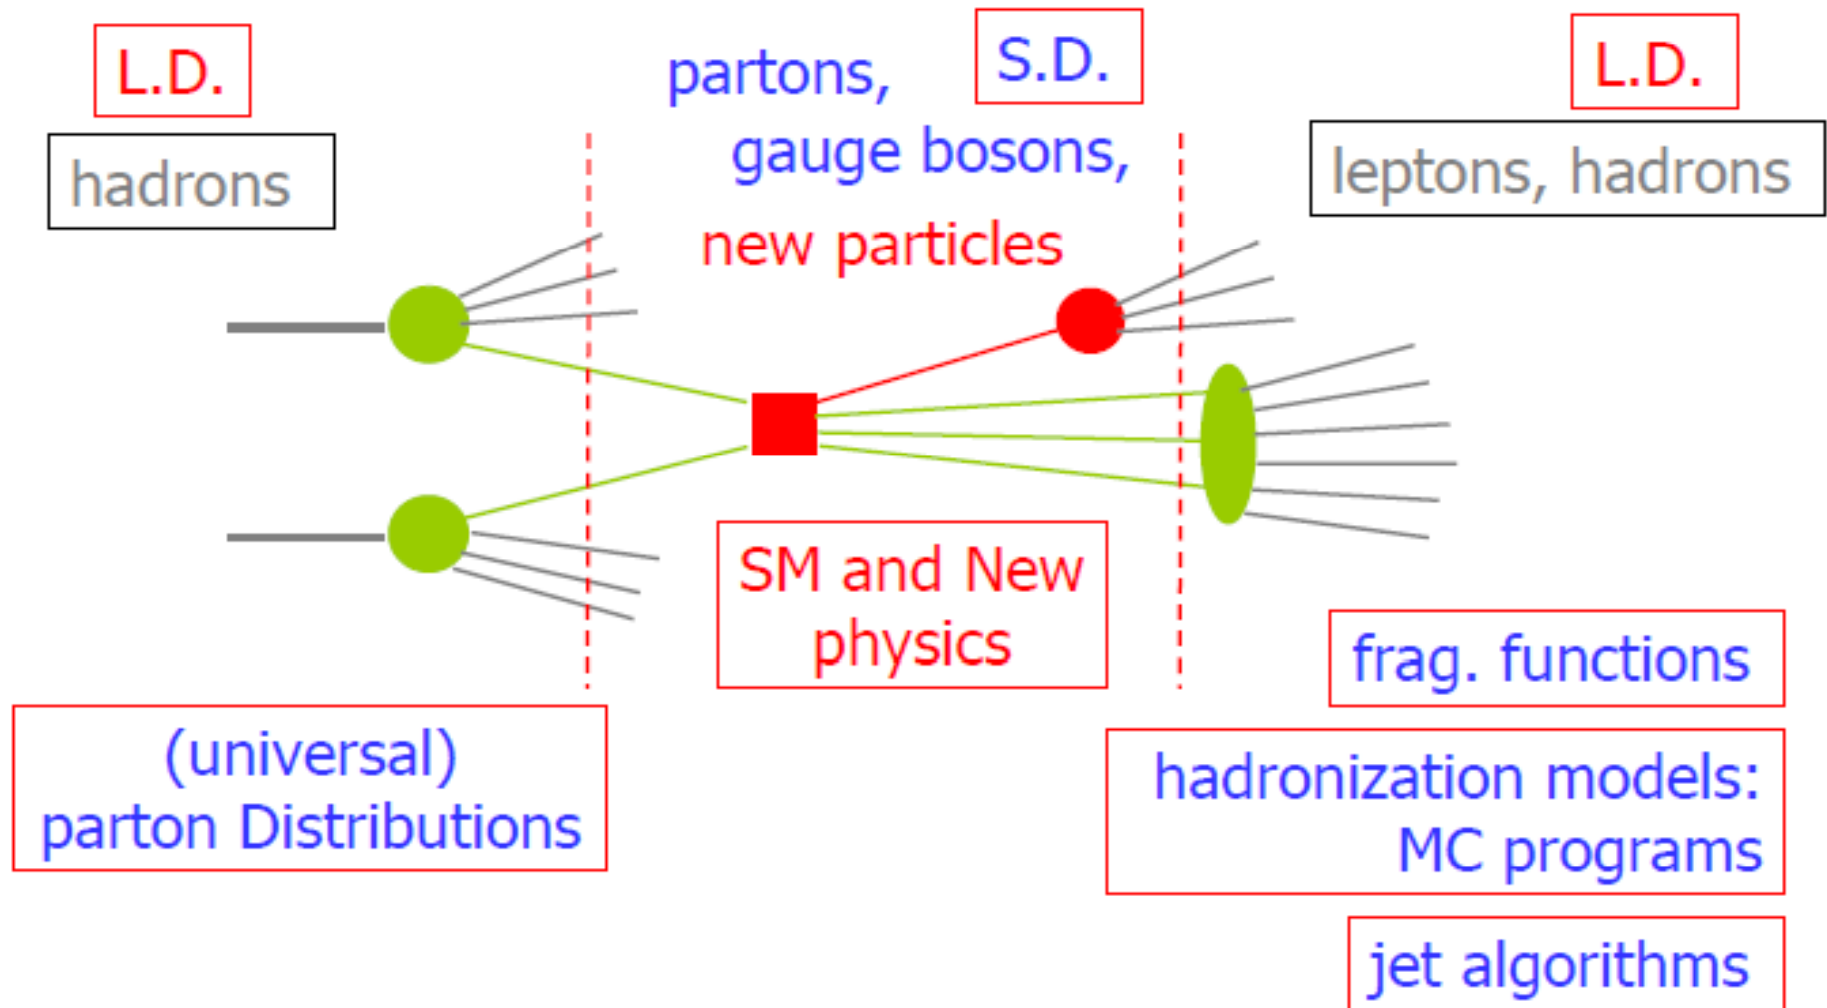 L.D.
hadrons
partons,
gauge bosons,
new particles
S.D.
L.D.
leptons, hadrons
SM and New
physics
(universal)
parton Distributions
frag. functions
hadronization models:
MC programs
jet algorithms